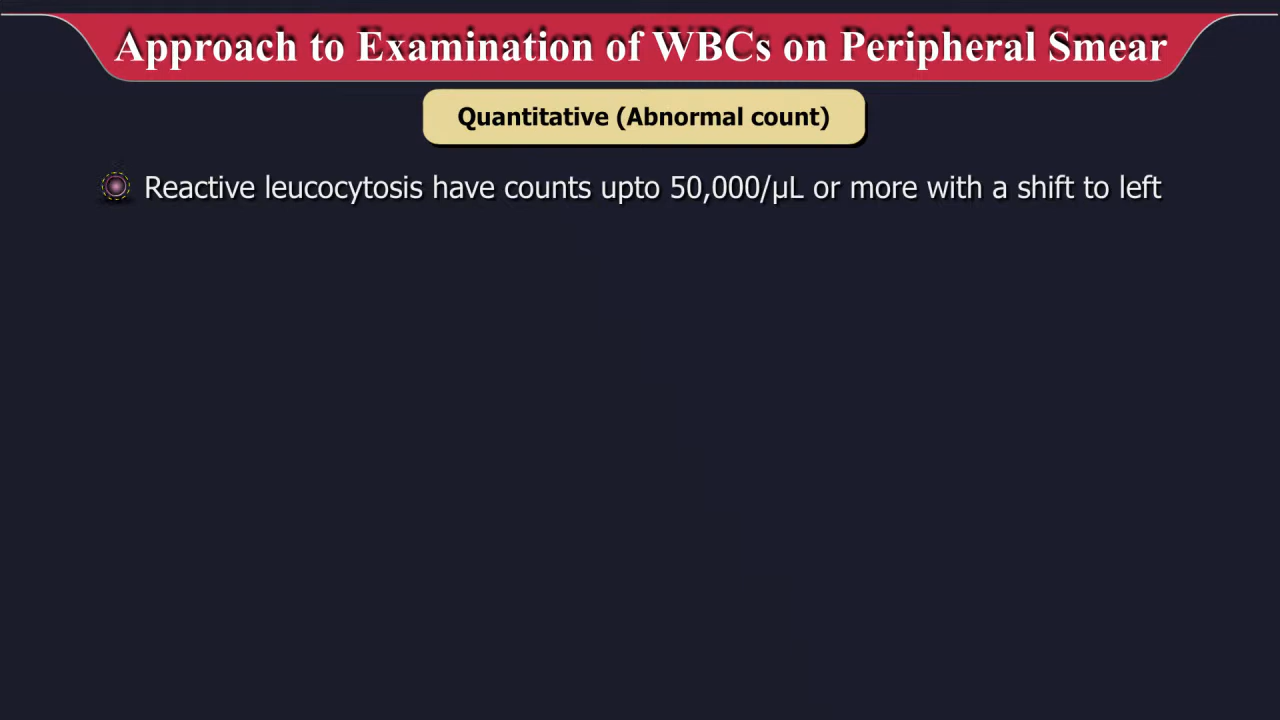 Approach to Examination of WBCs on Peripheral Smear
Quantitative (Abnormal count)
Reactive leucocytosis have counts upto 50,000/µL or more with a shift to left